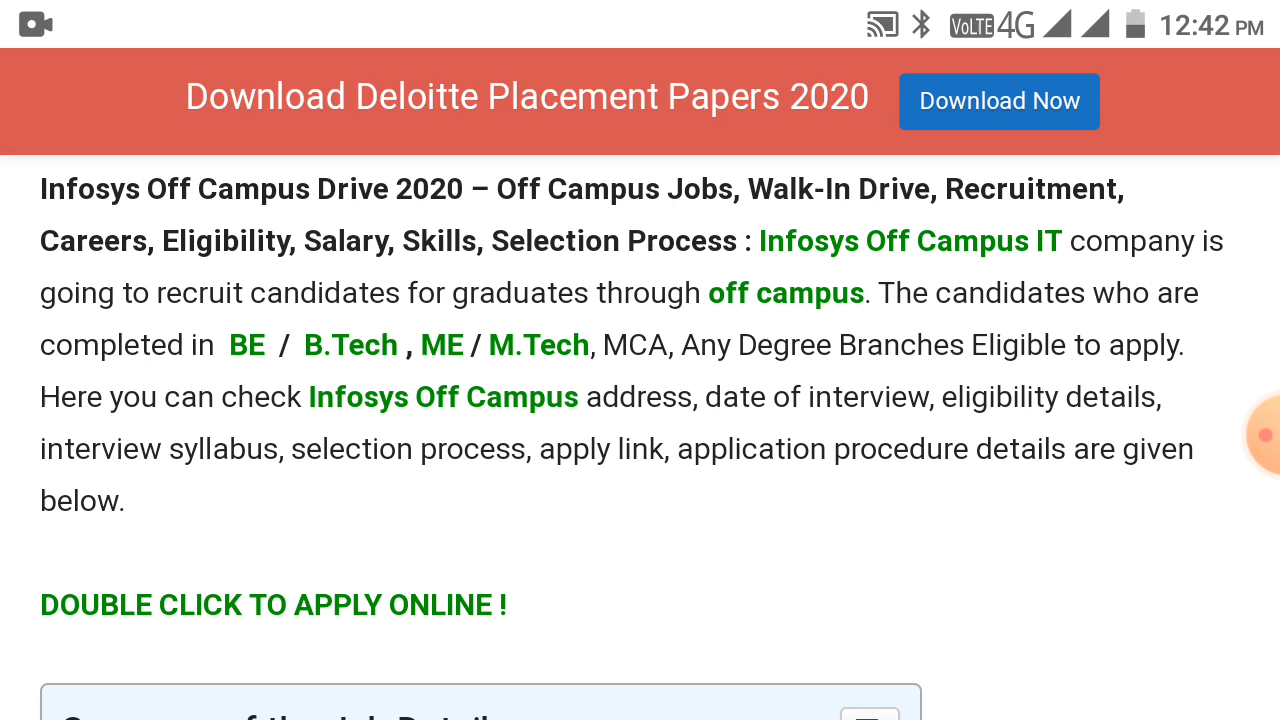 VoLTE 4G 12:42 PM
Download Deloitte Placement Papers 2020 Download Now
Infosys Off Campus Drive 2020 – Off Campus Jobs, Walk-In Drive, Recruitment,
Careers, Eligibility, Salary, Skills, Selection Process : Infosys Off Campus IT company is
going to recruit candidates for graduates through off campus. The candidates who are
completed in BE / B.Tech , ME / M.Tech, MCA, Any Degree Branches Eligible to apply.
Here you can check Infosys Off Campus address, date of interview, eligibility details,
interview syllabus, selection process, apply link, application procedure details are given
below.
DOUBLE CLICK TO APPLY ONLINE !